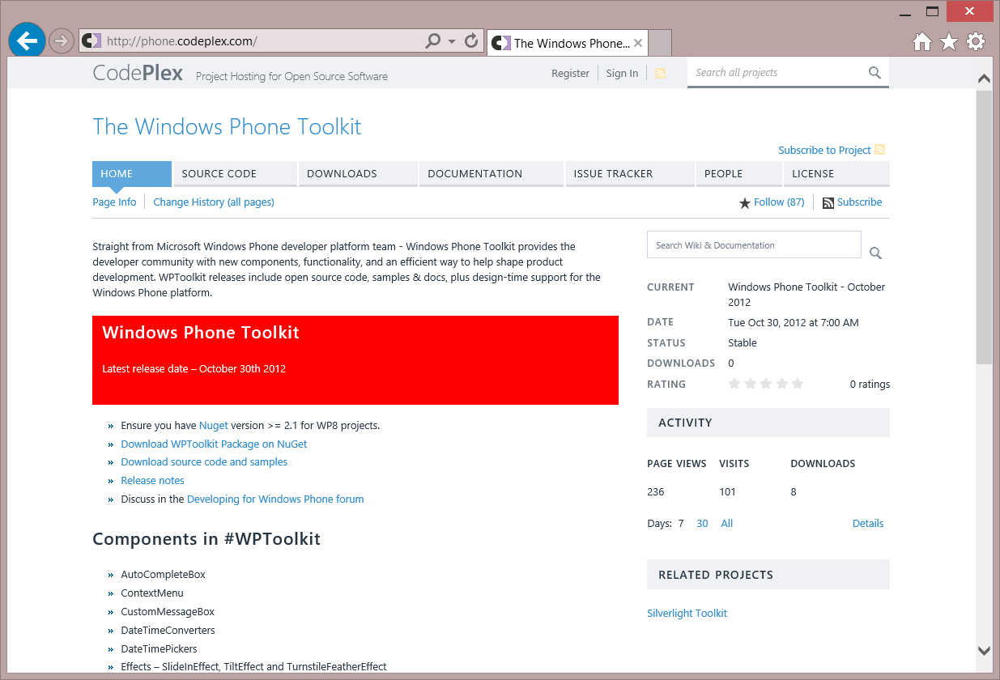 http://phone.codeplex.com/
The Windows Phone...
CodePlex Project Hosting for Open Source Software
Register Sign In
Search all projects
The Windows Phone Toolkit
Subscribe to Project
HOME SOURCE CODE DOWNLOADS DOCUMENTATION ISSUE TRACKER PEOPLE LICENSE
Page Info Change History (all pages)
Follow (87) Subscribe
Straight from Microsoft Windows Phone developer platform team - Windows Phone Toolkit provides the
developer community with new components, functionality, and an efficient way to help shape product
development. WPToolkit releases include open source code, samples & docs, plus design-time support for the
Windows Phone platform.
Windows Phone Toolkit
Latest release date – October 30th 2012
» Ensure you have Nuget version >= 2.1 for WP8 projects.
» Download WPToolkit Package on NuGet
» Download source code and samples
» Release notes
» Discuss in the Developing for Windows Phone forum
Components in #WPToolkit
» AutoCompleteBox
» ContextMenu
» CustomMessageBox
» DateTimeConverters
» DateTimePickers
» Effects – SlideInEffect, TiltEffect and TurnstileFeatherEffect
Search Wiki & Documentation
CURRENT Windows Phone Toolkit - October
2012
DATE Tue Oct 30, 2012 at 7:00 AM
STATUS Stable
DOWNLOADS 0
RATING 0 ratings
ACTIVITY
PAGE VIEWS VISITS DOWNLOADS
236 101 8
Days: 7 30 All Details
RELATED PROJECTS
Silverlight Toolkit